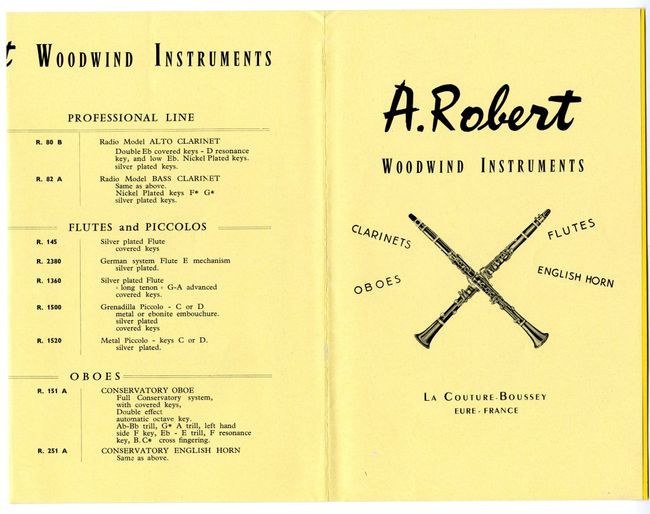 t WOODWIND INSTRUMENTS
PROFESSIONAL LINE
R. 80 B Radio Model ALTO CLARINET
Double Eb covered keys - D resonance
key, and low Eb. Nickel Plated keys.
silver plated keys.
R. 82 A Radio Model BASS CLARINET
Same as above.
Nickel Plated keys F* G*
silver plated keys.
FLUTES and PICCOLOS
R. 145 Silver plated Flute
covered keys
R. 2380 German system Flute E mechanism
silver plated.
R. 1360 Silver plated Flute
- long tenon - G-A advanced
covered keys.
R. 1500 Grenadilla Piccolo - C or D
metal or ebonite embouchure.
silver plated
covered keys
R. 1520 Metal Piccolo - keys C or D.
silver plated.
OBOES
R. 151 A CONSERVATORY OBOE
Full Conservatory system,
with covered keys,
Double effect
automatic octave key.
Ab-Bb trill, G* A trill, left hand
side F key, Eb - E trill, F resonance
key, B. C* cross fingering.
R. 251 A CONSERVATORY ENGLISH HORN
Same as above.
A. Robert
WOODWIND INSTRUMENTS
CLARINETS
FLUTES
OBOES
ENGLISH HORN
LA COUTURE-BOUSSEY
EURE - FRANCE